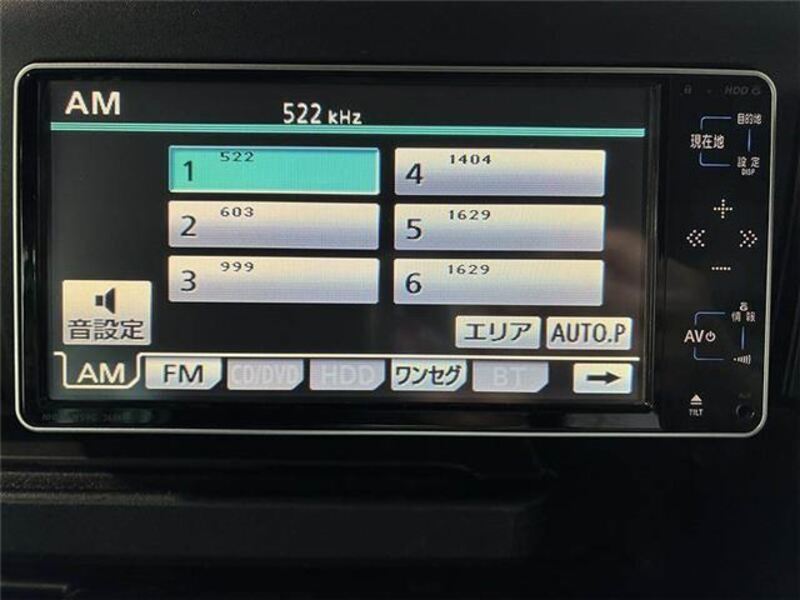 AM
522 kHz
1 522
4 1404
2 603
5 1629
3 999
6 1629
音設定
エリア
AUTO.P
AM
FM
CD/DVD
HDD
ワンセグ
BT
HDD
目的地
現在地
設定
DISP
情報
AV
TILT